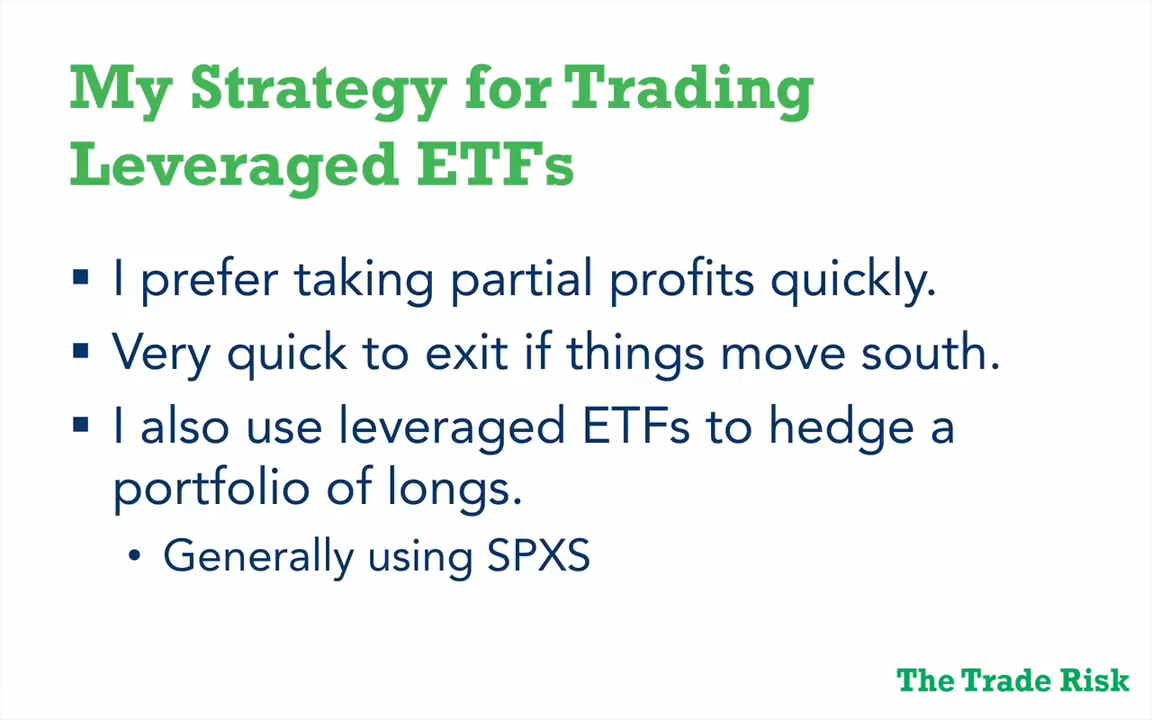 My Strategy for Trading
Leveraged ETFs
▪ I prefer taking partial profits quickly.
▪ Very quick to exit if things move south.
▪ I also use leveraged ETFs to hedge a
portfolio of longs.
• Generally using SPXS
The Trade Risk